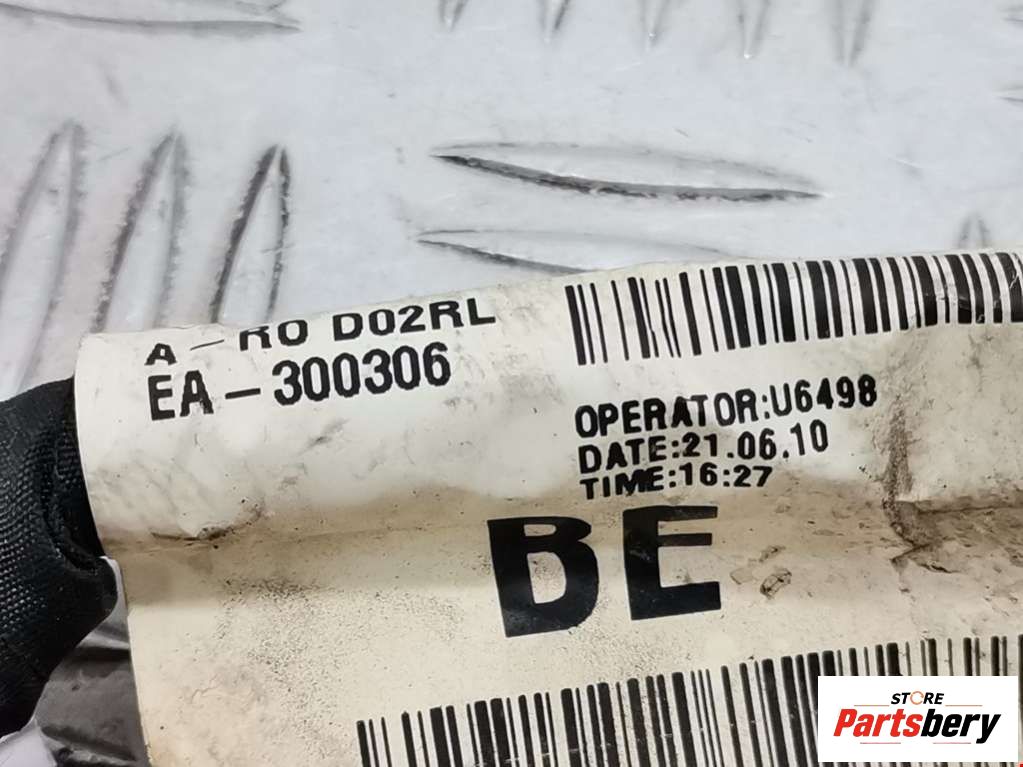 A - RO D02RL
EA-300306
OPERATOR:U6498
DATE:21.06.10
TIME:16:27
BE
STORE
Partsbery